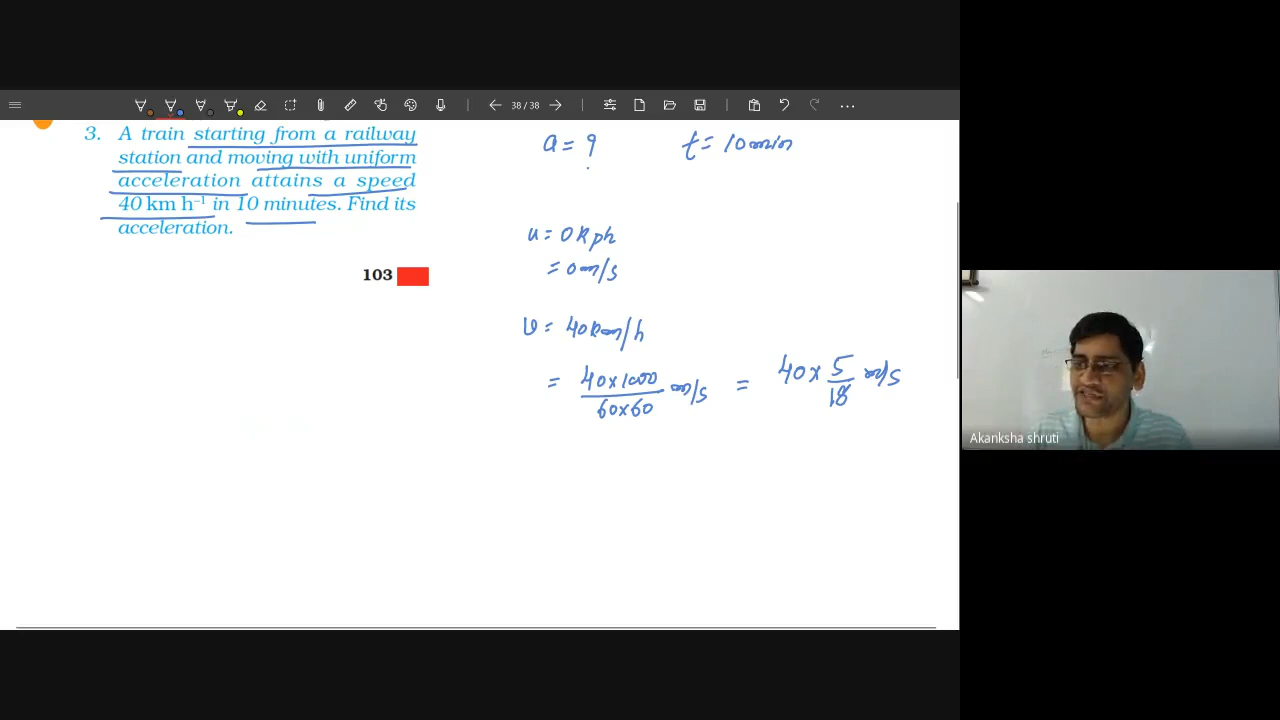 38 / 38
3. A train starting from a railway
station and moving with uniform
acceleration attains a speed
40 km h⁻¹ in 10 minutes. Find its
acceleration.
103
a = ? t = 10 min
u = 0 kph
= 0 m/s
v = 40 km/h
= 40×1000/60×60 m/s = 40 × 5/18 m/s
Akanksha shruti